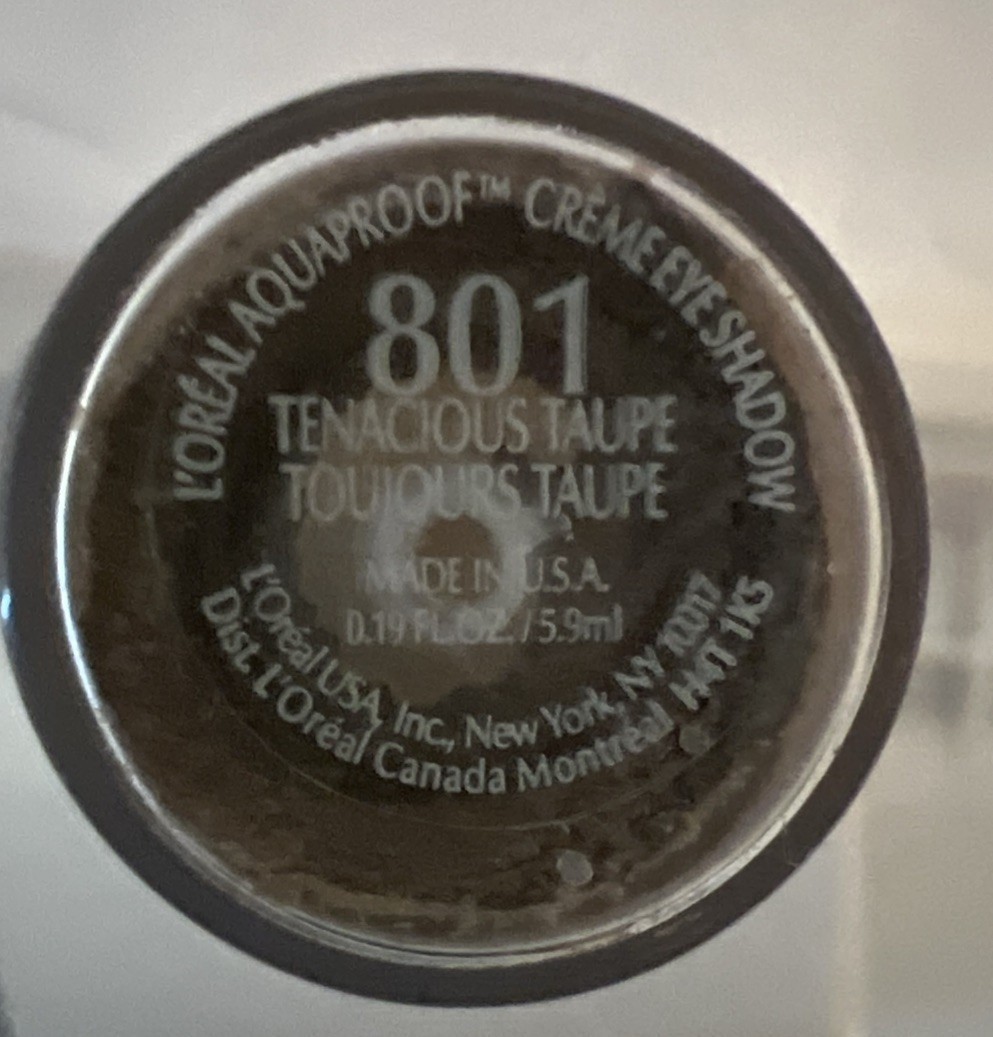 L'ORÉAL AQUAPROOF™ CRÈME EYE SHADOW
801
TENACIOUS TAUPE
TOUJOURS TAUPE
MADE IN U.S.A.
0.19 FL.OZ./5.9ml
L'Oréal USA, Inc., New York, NY 10017
Dist. L'Oréal Canada Montréal H4T 1K5